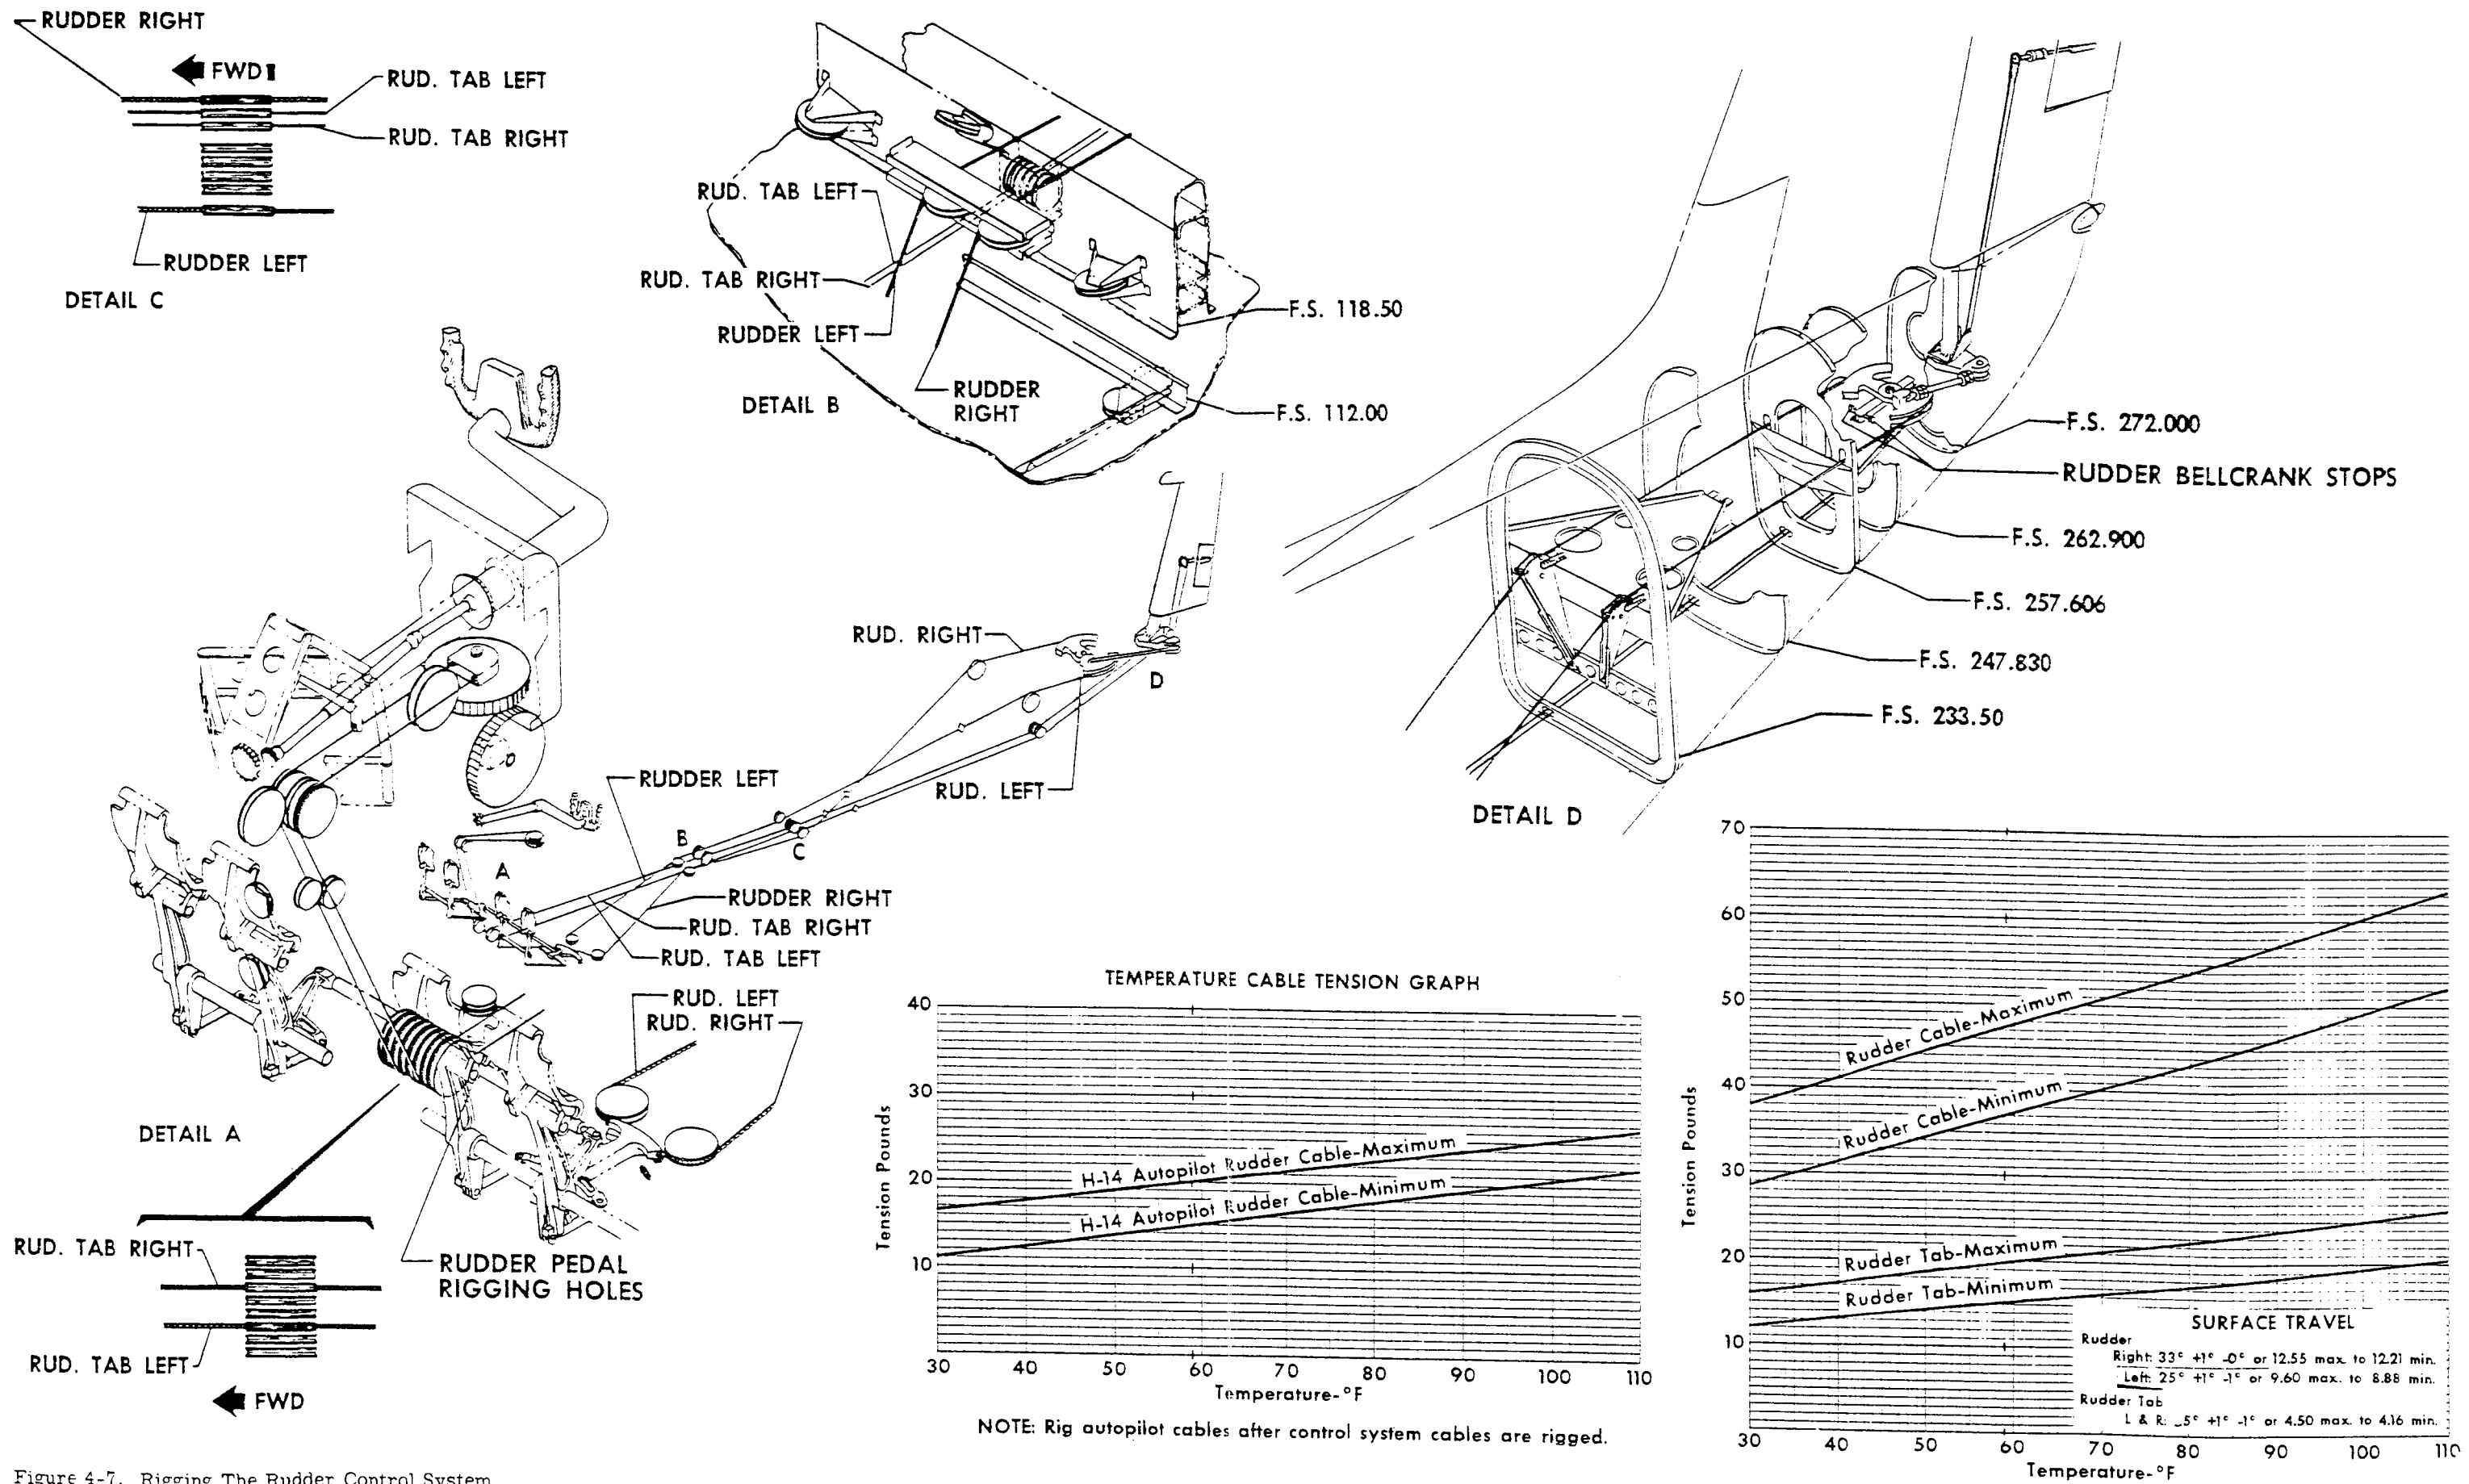 RUDDER RIGHT
FWD
RUD. TAB LEFT
RUD. TAB RIGHT
RUDDER LEFT
DETAIL C
RUD. TAB LEFT
RUD. TAB RIGHT
RUDDER LEFT
RUDDER
RIGHT
DETAIL B
F.S. 118.50
F.S. 112.00
F.S. 272.000
RUDDER BELLCRANK STOPS
F.S. 262.900
F.S. 257.606
F.S. 247.830
F.S. 233.50
DETAIL D
RUD. RIGHT
D
RUD. LEFT
RUDDER LEFT
B
C
A
RUDDER RIGHT
RUD. TAB RIGHT
RUD. TAB LEFT
RUD. LEFT
RUD. RIGHT
DETAIL A
RUDDER PEDAL
RIGGING HOLES
RUD. TAB RIGHT
RUD. TAB LEFT
FWD
TEMPERATURE CABLE TENSION GRAPH
40
30
20
10
Tension Pounds
H-14 Autopilot Rudder Cable-Maximum
H-14 Autopilot Rudder Cable-Minimum
30 40 50 60 70 80 90 100 110
Temperature-°F
NOTE: Rig autopilot cables after control system cables are rigged.
70
60
50
40
30
20
10
Tension Pounds
Rudder Cable-Maximum
Rudder Cable-Minimum
Rudder Tab-Maximum
Rudder Tab-Minimum
SURFACE TRAVEL
Rudder
Right: 33° +1° -0° or 12.55 max. to 12.21 min.
Left: 25° +1° -1° or 9.60 max. to 8.88 min.
Rudder Tab
L & R: +1° -1° or 4.50 max. to 4.16 min.
30 40 50 60 70 80 90 100 110
Temperature-°F
Figure 4-7. Rigging The Rudder Control System